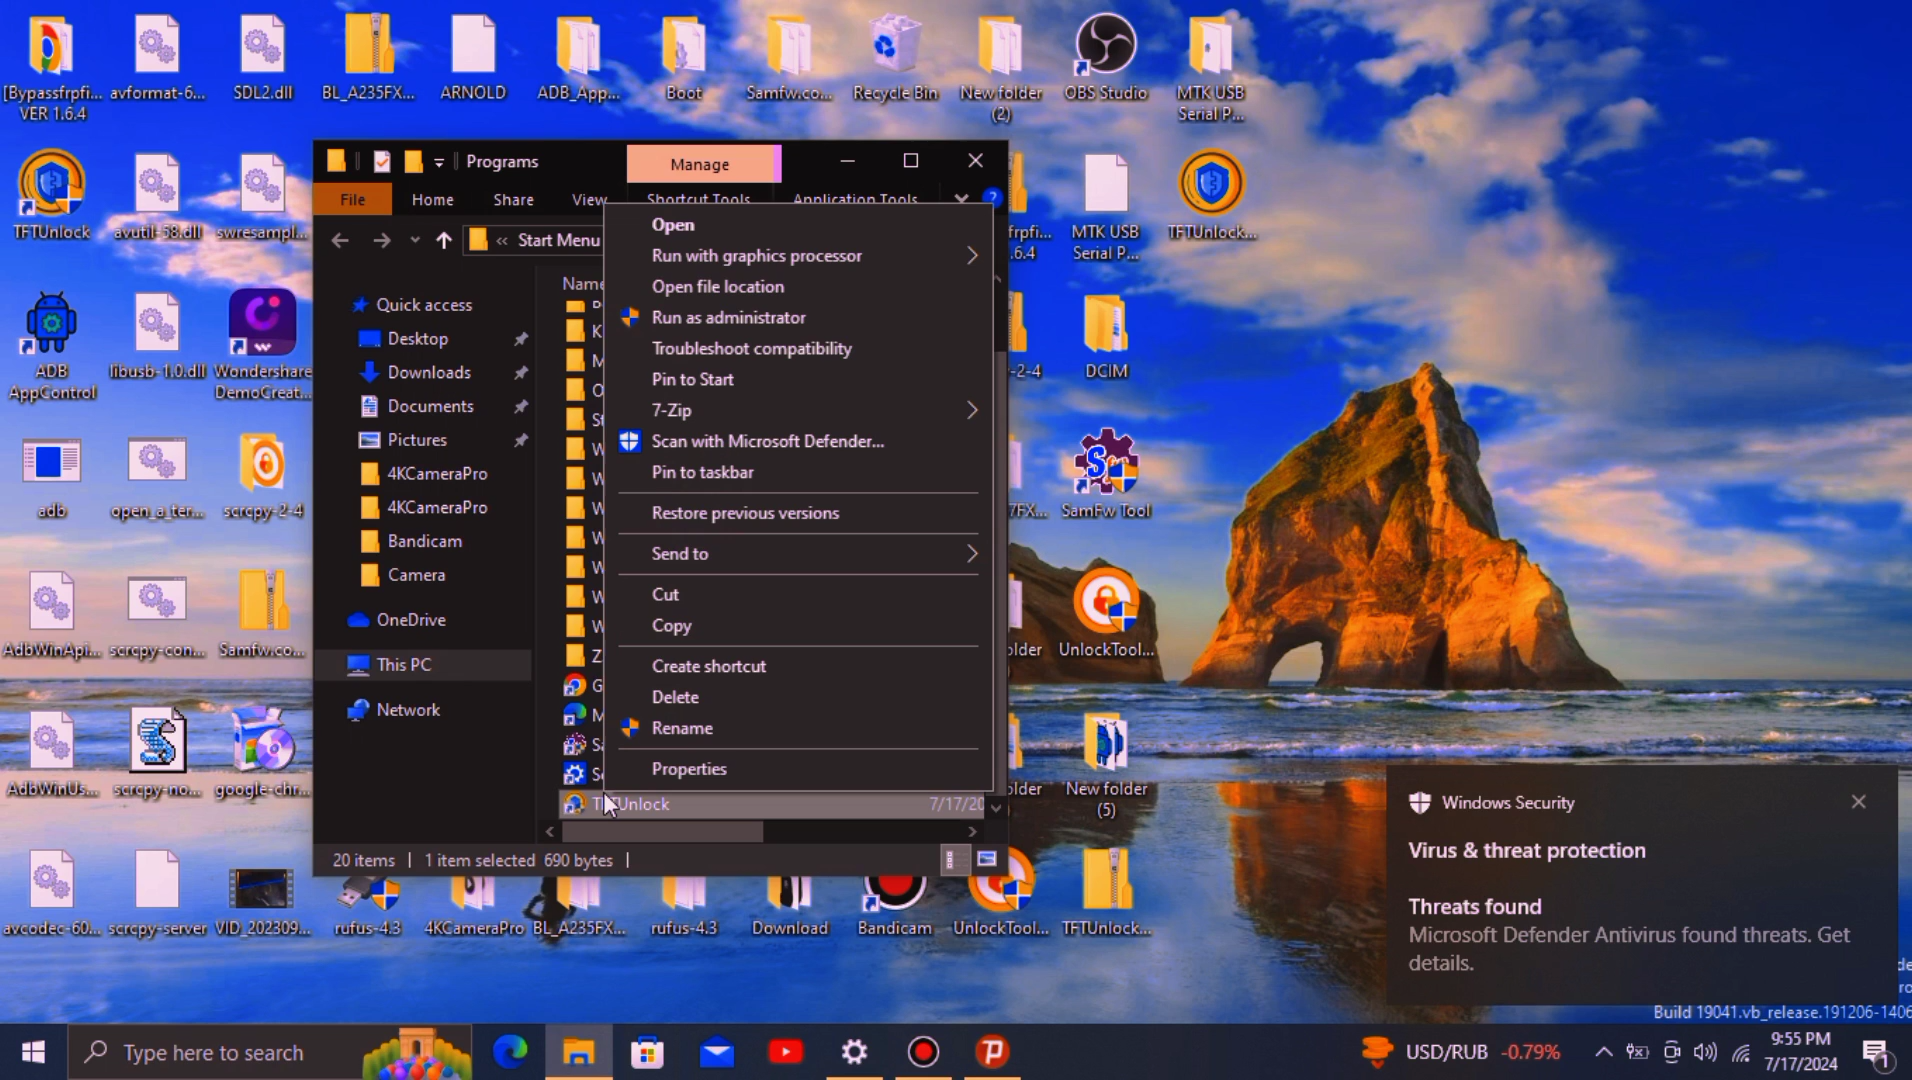 [Bypassfrpfi...
VER 1.6.4
avformat-6...
SDL2.dll
BL_A235FX...
ARNOLD
ADB_App...
Boot
Samfw.co...
Recycle Bin
New folder
(2)
OBS Studio
MTK USB
Serial P...
TFTUnlock
avutil-58.dll
swresampl...
frpfi...
.6.4
MTK USB
Serial P...
TFTUnlock...
ADB
AppControl
libusb-1.0.dll
Wondershare
DemoCreat...
-2-4
DCIM
adb
open_a_ter...
scrcpy-2-4
7FX...
SamFw Tool
AdbWinApi...
scrcpy-con...
Samfw.co...
older
UnlockTool...
AdbWinUs...
scrcpy-no...
google-chr...
older
New folder
(5)
avcodec-60...
scrcpy-server
VID_202309...
rufus-4.3
4KCameraPro
BL_A235FX...
rufus-4.3
Download
Bandicam
UnlockTool...
TFTUnlock...
Programs
Manage
File
Home
Share
View
Shortcut Tools
Application Tools
?
« Start Menu
Name
Quick access
Desktop
Downloads
Documents
Pictures
4KCameraPro
4KCameraPro
Bandicam
Camera
OneDrive
This PC
Network
K
M
O
St
W
W
W
W
W
W
W
Z
G
M
Sa
Se
TFTUnlock
7/17/20
20 items
1 item selected 690 bytes
Open
Run with graphics processor
Open file location
Run as administrator
Troubleshoot compatibility
Pin to Start
7-Zip
Scan with Microsoft Defender...
Pin to taskbar
Restore previous versions
Send to
Cut
Copy
Create shortcut
Delete
Rename
Properties
Windows Security
Virus & threat protection
Threats found
Microsoft Defender Antivirus found threats. Get
details.
Build 19041.vb_release.191206-1406
Type here to search
USD/RUB -0.79%
9:55 PM
7/17/2024
1